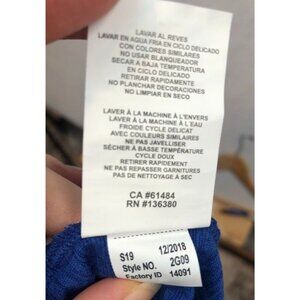 LAVAR AL REVES
LAVAR EN AGUA FRIA EN CICLO DELICADO
CON COLORES SIMILARES
NO USAR BLANQUEADOR
SECAR A BAJA TEMPERATURA
EN CICLO DELICADO
RETIRAR RAPIDAMENTE
NO PLANCHAR DECORACIONES
NO LIMPIAR EN SECO
LAVER À LA MACHINE À L'ENVERS
LAVER À LA MACHINE À L'EAU
FROIDE CYCLE DELICAT
AVEC COULEURS SIMILAIRES
NE PAS JAVELLISER
SÉCHER À BASSE TEMPÉRATURE
CYCLE DOUX
RETIRER RAPIDEMENT
NE PAS REPASSER GARNITURES
PAS DE NETTOYAGE À SEC
CA #61484
RN #136380
S19 12/2018
Style NO. 2G09
Factory ID 14091